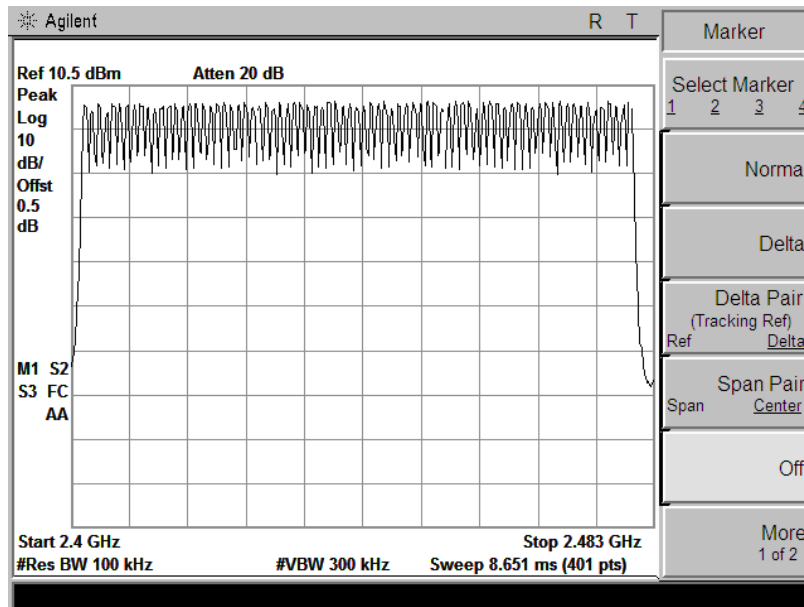 Agilent R T
Marker
Ref 10.5 dBm Atten 20 dB
Peak
Log
10
dB/
Offst
0.5
dB
M1 S2
S3 FC
AA
Start 2.4 GHz Stop 2.483 GHz
#Res BW 100 kHz #VBW 300 kHz Sweep 8.651 ms (401 pts)
Select Marker
1 2 3 4
Norma
Delta
Delta Pair
(Tracking Ref)
Ref Delta
Span Pair
Span Center
Off
More
1 of 2